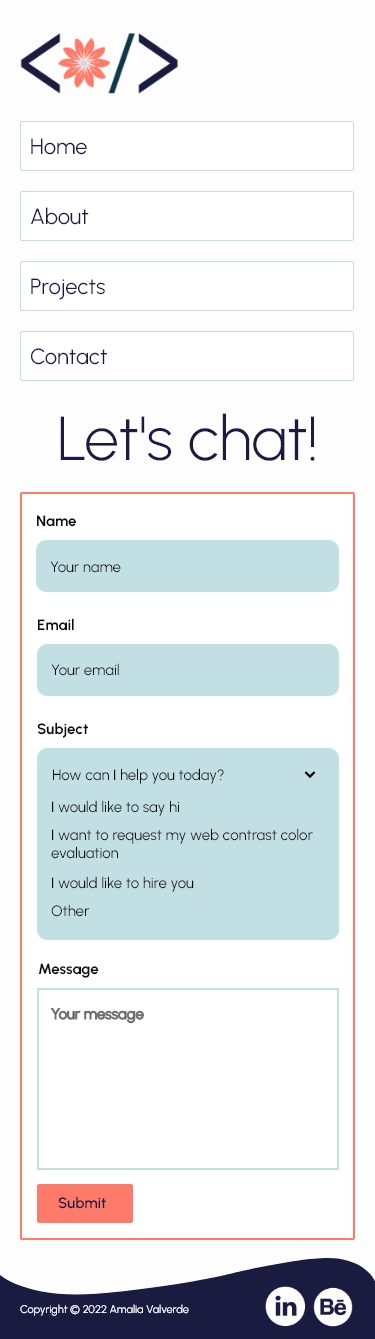 Home
About
Projects
Contact
Let's chat!
Name
Your name
Email
Your email
Subject
How can I help you today?
I would like to say hi
I want to request my web contrast color
evaluation
I would like to hire you
Other
Message
Your message
Submit
Copyright © 2022 Amalia Valverde
in
Bē